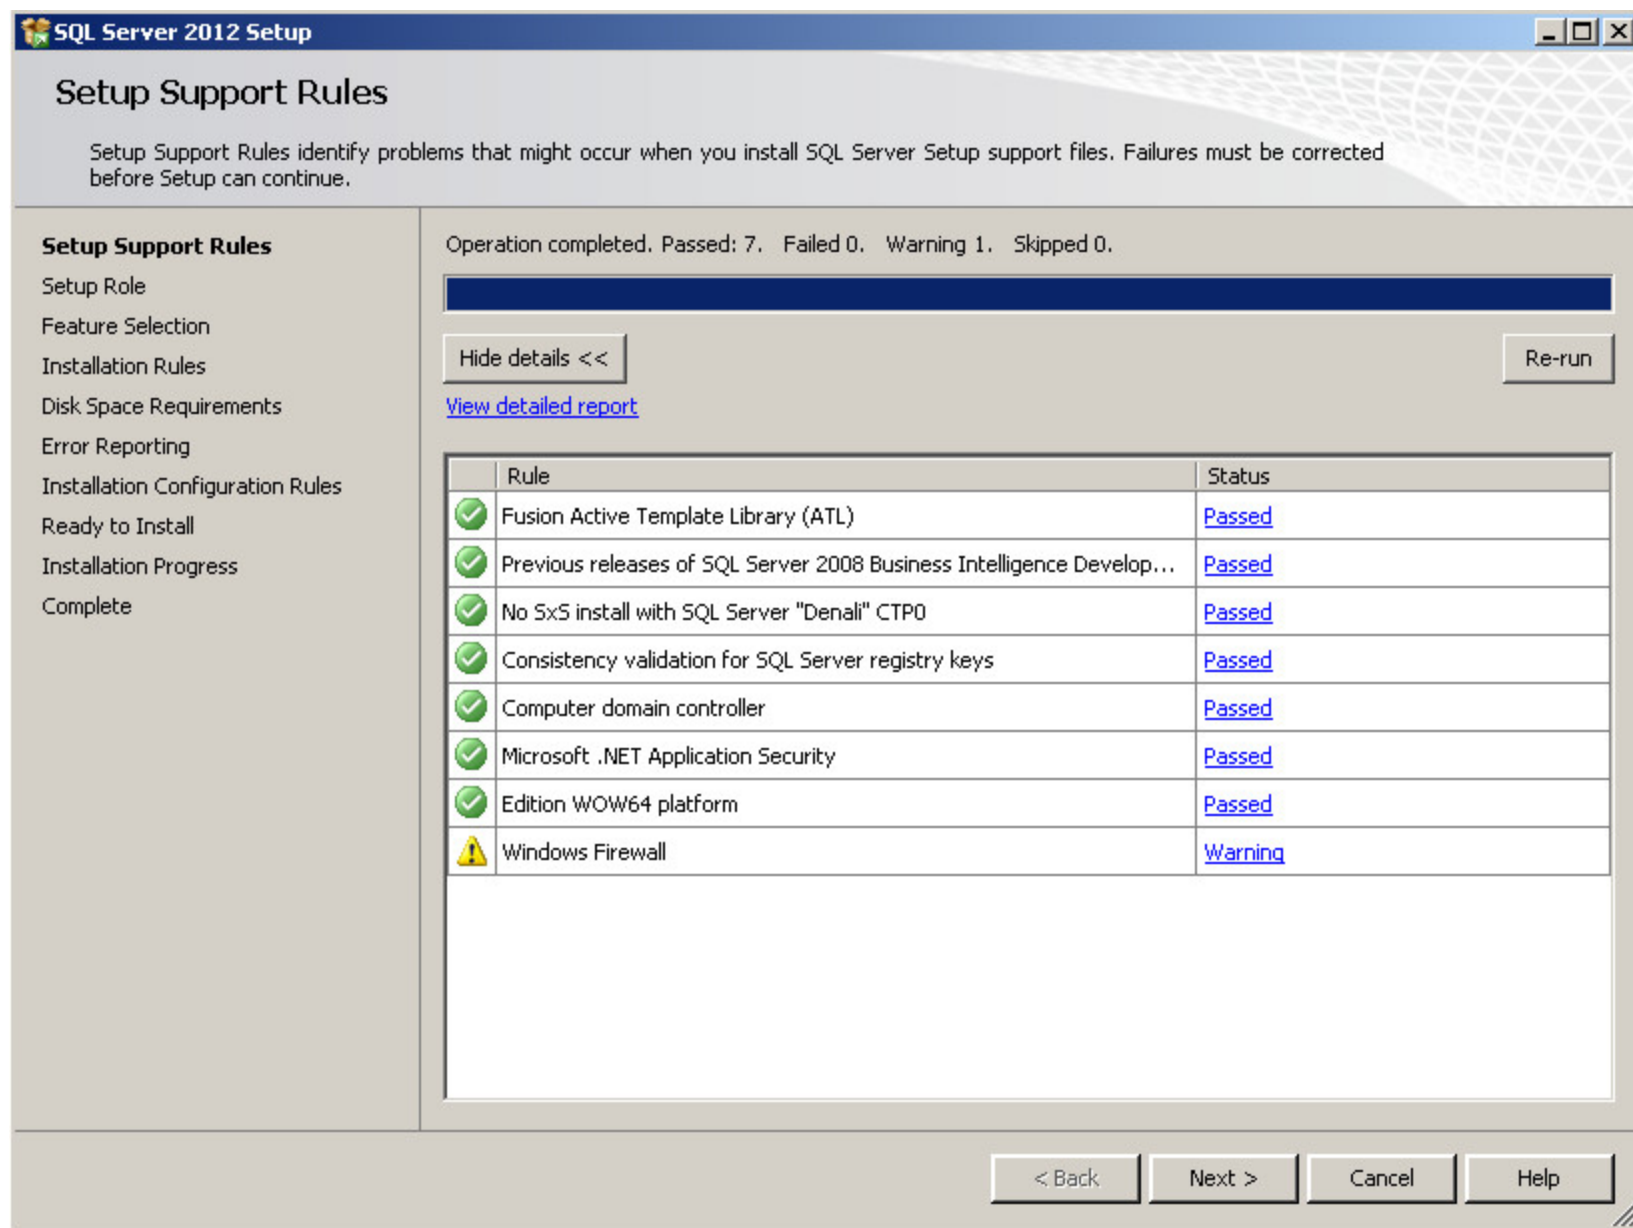 SQL Server 2012 Setup
Setup Support Rules
Setup Support Rules identify problems that might occur when you install SQL Server Setup support files. Failures must be corrected
before Setup can continue.
Setup Support Rules
Setup Role
Feature Selection
Installation Rules
Disk Space Requirements
Error Reporting
Installation Configuration Rules
Ready to Install
Installation Progress
Complete
Operation completed. Passed: 7. Failed 0. Warning 1. Skipped 0.
Hide details <<
Re-run
View detailed report
Rule Status
Fusion Active Template Library (ATL) Passed
Previous releases of SQL Server 2008 Business Intelligence Develop... Passed
No SxS install with SQL Server "Denali" CTP0 Passed
Consistency validation for SQL Server registry keys Passed
Computer domain controller Passed
Microsoft .NET Application Security Passed
Edition WOW64 platform Passed
Windows Firewall Warning
< Back Next > Cancel Help